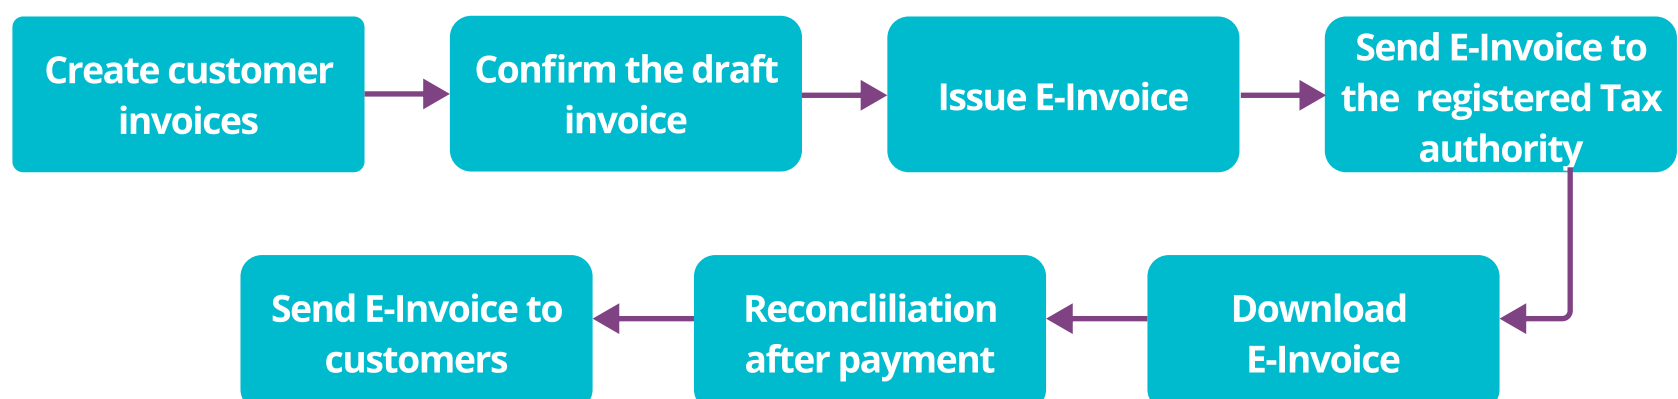 Create customer
invoices
Confirm the draft
invoice
Issue E-Invoice
Send E-Invoice to
the registered Tax
authority
Download
E-Invoice
Reconcliliation
after payment
Send E-Invoice to
customers